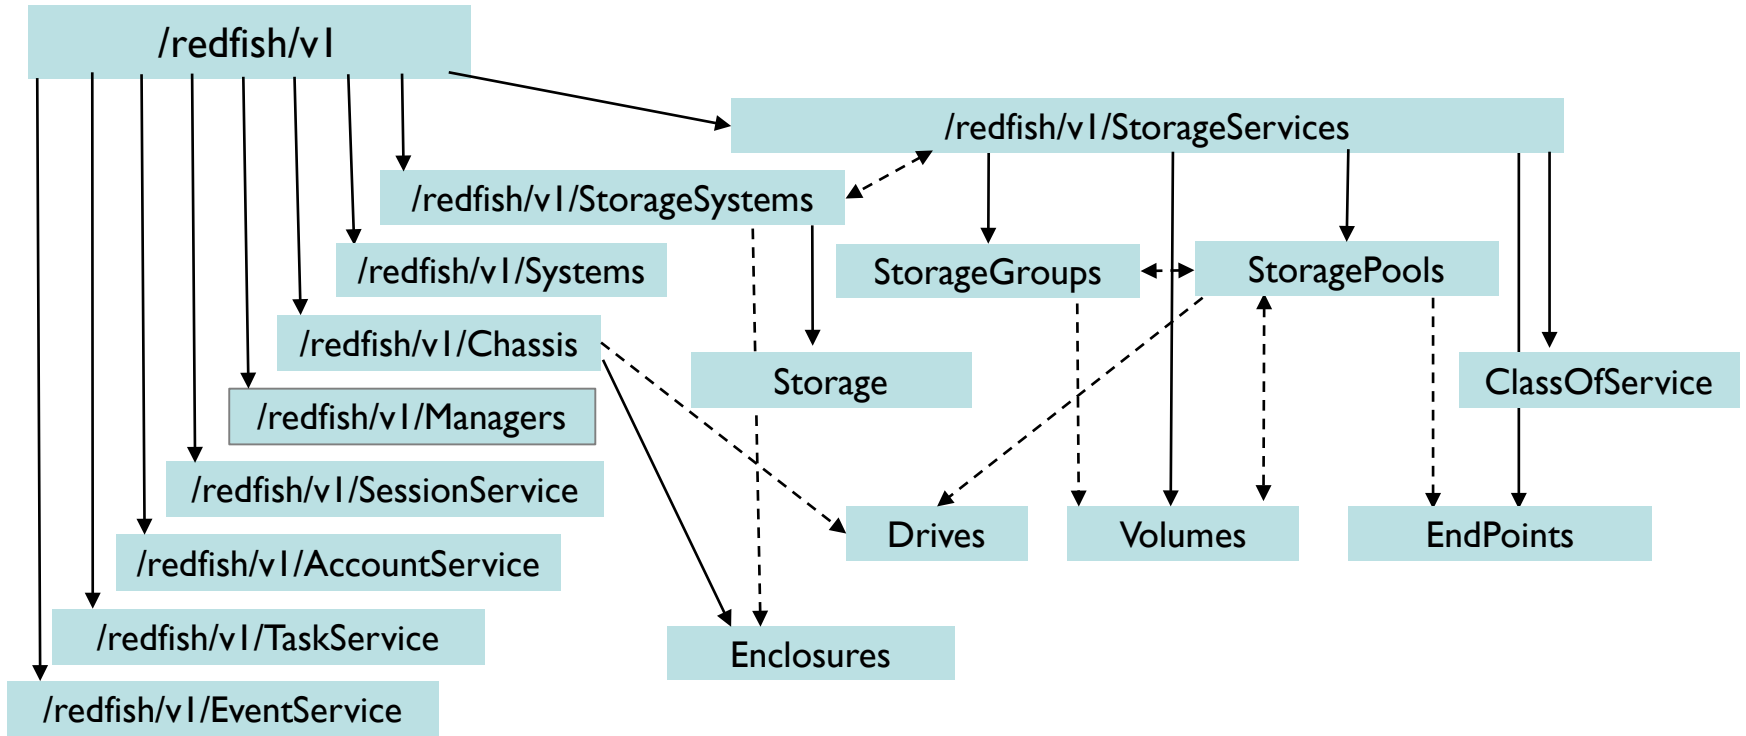 /redfish/v1
/redfish/v1/StorageServices
/redfish/v1/StorageSystems
/redfish/v1/Systems
StorageGroups
StoragePools
/redfish/v1/Chassis
Storage
ClassOfService
/redfish/v1/Managers
/redfish/v1/SessionService
Drives
Volumes
EndPoints
/redfish/v1/AccountService
/redfish/v1/TaskService
Enclosures
/redfish/v1/EventService